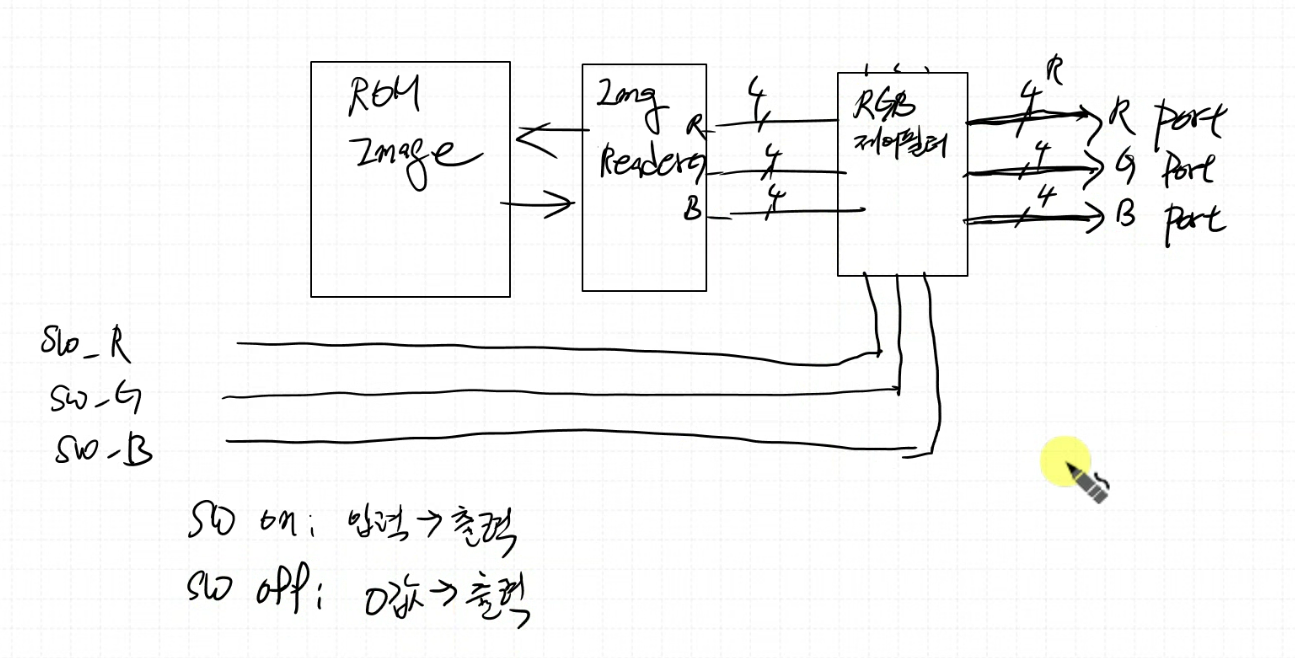 ROM
Image
Img
Reader
R
G
B
4
4
4
RGB
제어필터
R
4
4
4
R port
G port
B port
SW_R
SW_G
SW_B
SW on: 입력→출력
SW off: 0값→출력